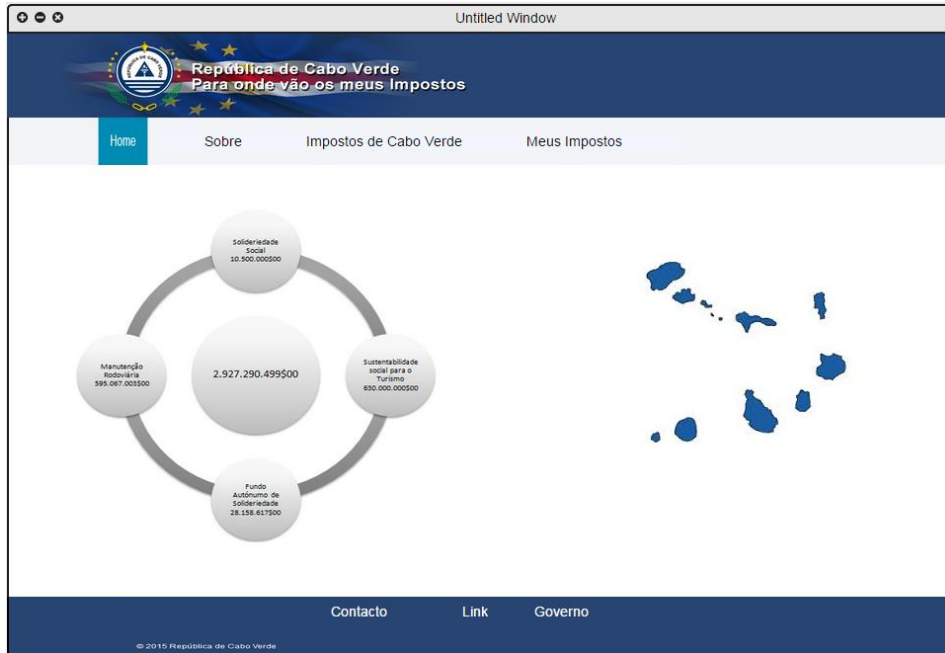 Untitled Window
República de Cabo Verde
Para onde vão os meus Impostos
Home
Sobre
Impostos de Cabo Verde
Meus Impostos
Solideriedade
Social
10.500.000$00
Manutenção
Rodoviária
595.067.003$00
2.927.290.499$00
Sustentabilidade
social para o
Turismo
630.000.000$00
Fundo
Autónumo de
Solideriedade
28.158.617$00
Contacto
Link
Governo
© 2015 República de Cabo Verde